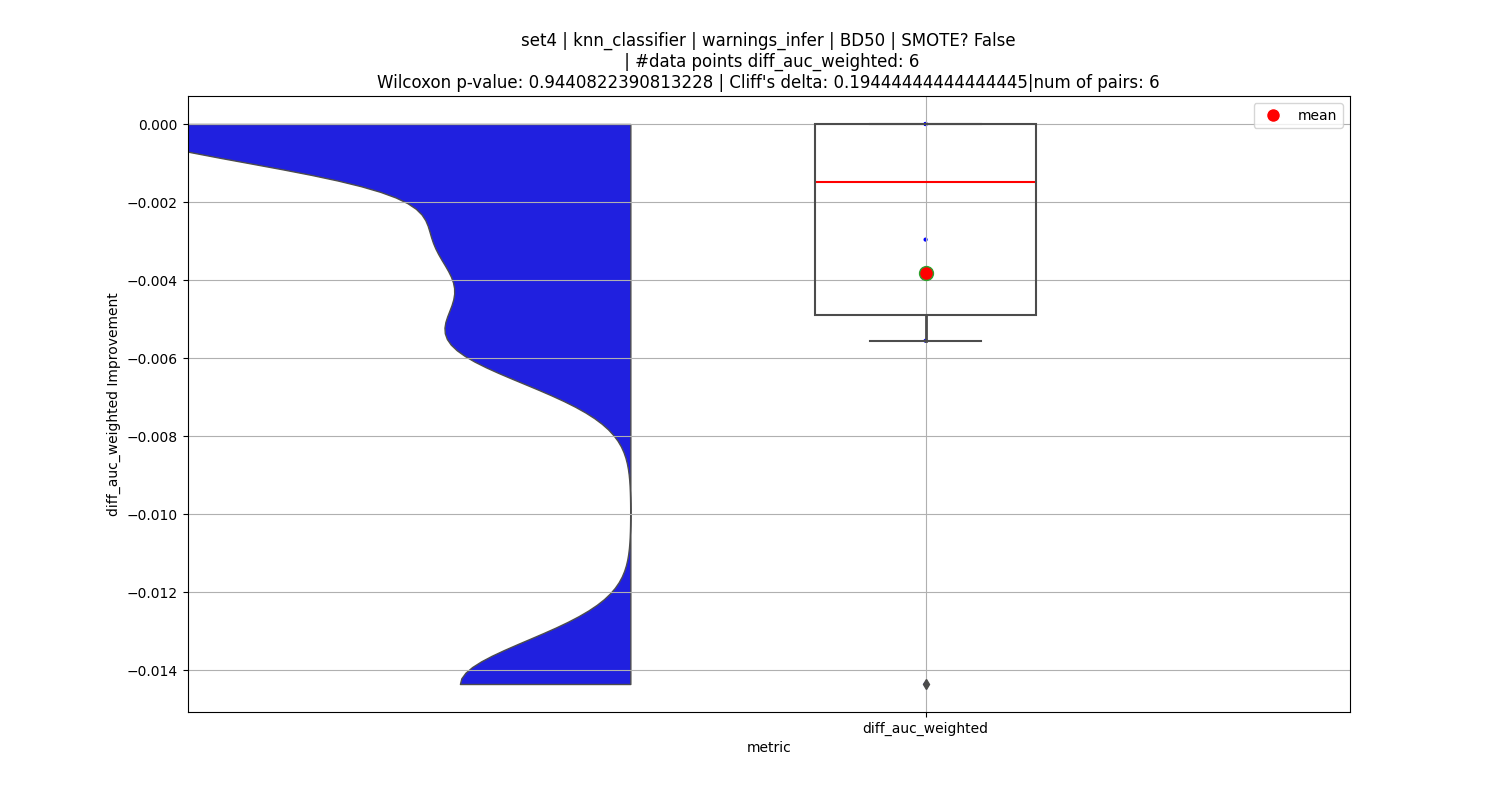 set4 | knn_classifier | warnings_infer | BD50 | SMOTE? False
| #data points diff_auc_weighted: 6
Wilcoxon p-value: 0.9440822390813228 | Cliff's delta: 0.19444444444444445|num of pairs: 6
mean
0.000
−0.002
−0.004
−0.006
−0.008
−0.010
−0.012
−0.014
diff_auc_weighted Improvement
diff_auc_weighted
metric